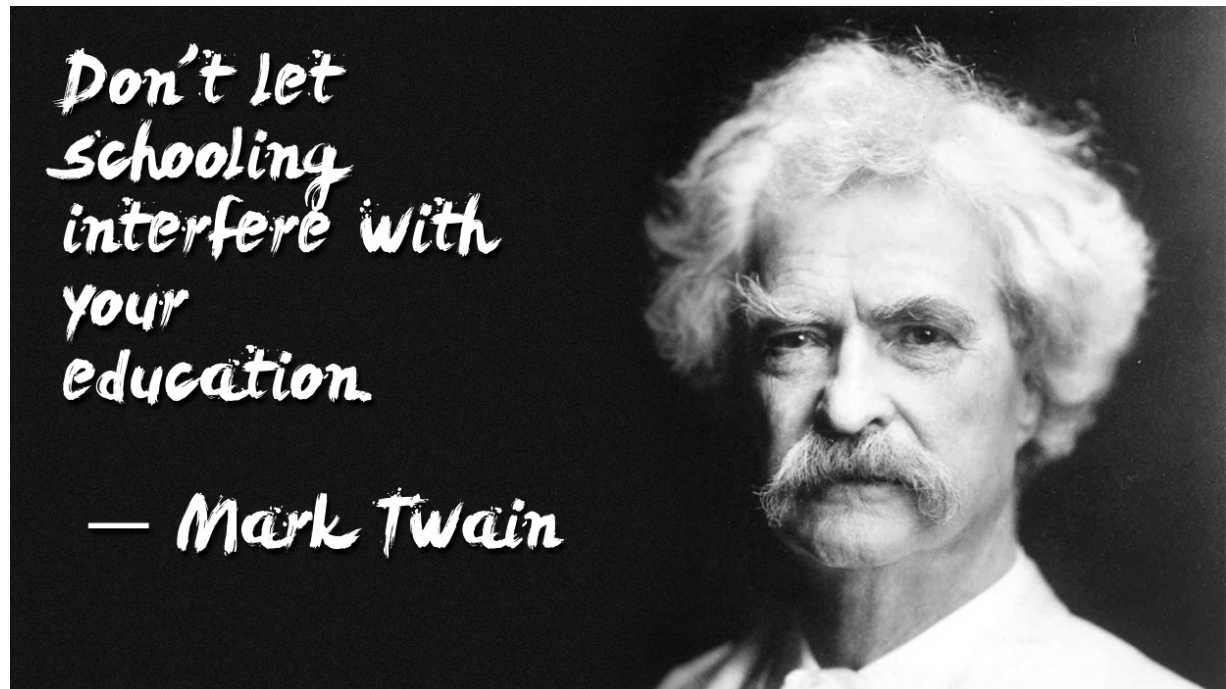 Don't let
schooling
interfere with
your
education.
— Mark Twain